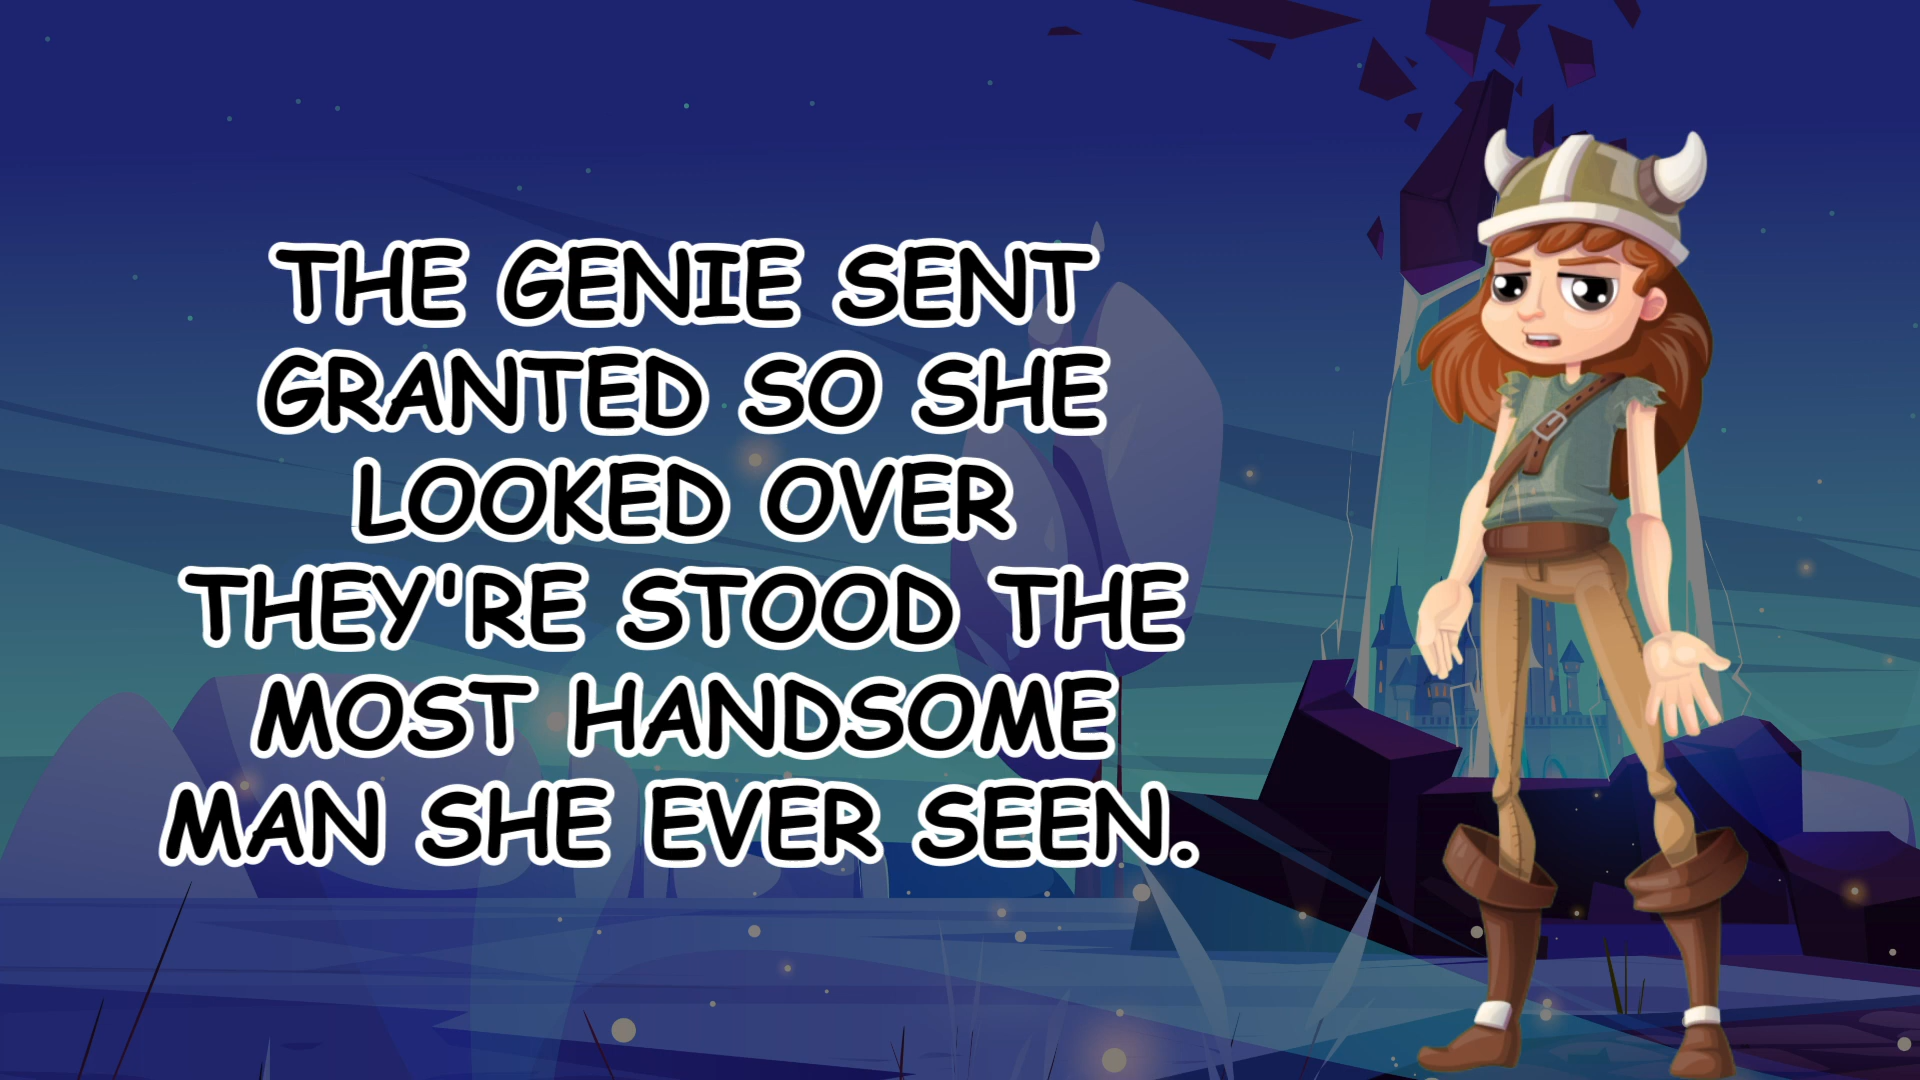 THE GENIE SENT
GRANTED SO SHE
LOOKED OVER
THEY'RE STOOD THE
MOST HANDSOME
MAN SHE EVER SEEN.